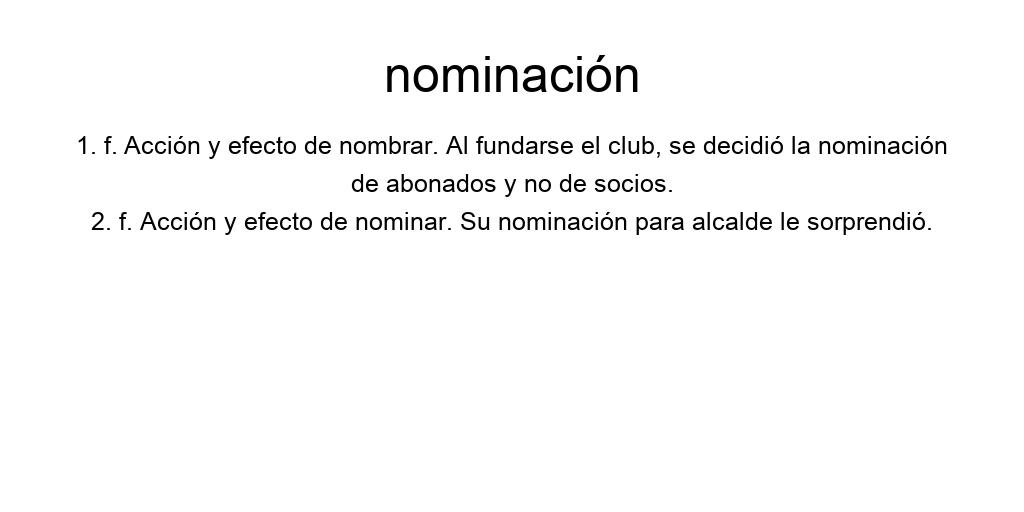 nominación
1. f. Acción y efecto de nombrar. Al fundarse el club, se decidió la nominación
de abonados y no de socios.
2. f. Acción y efecto de nominar. Su nominación para alcalde le sorprendió.